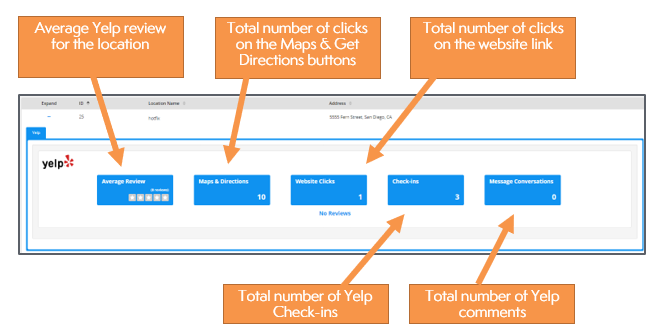 Average Yelp review
for the location
Total number of clicks
on the Maps & Get
Directions buttons
Total number of clicks
on the website link
Expand ID Location Name Address
25 hotfix 5555 Fern Street, San Diego, CA
Yelp
yelp
Average Review Maps & Directions Website Clicks Check-ins Message Conversations
(0 reviews)
10 1 3 0
No Reviews
Total number of Yelp
Check-ins
Total number of Yelp
comments